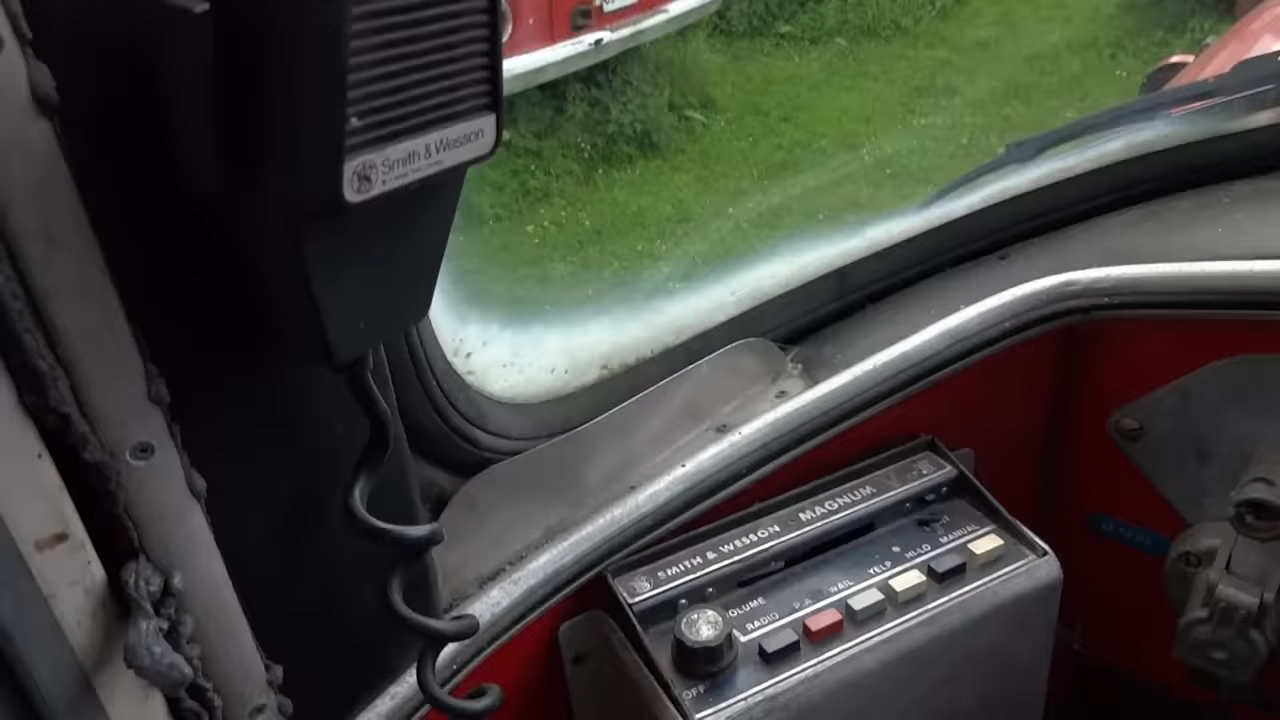 Smith & Wesson
SMITH & WESSON MAGNUM
VOLUME
RADIO P.A. WAIL YELP HI-LO MANUAL
OFF